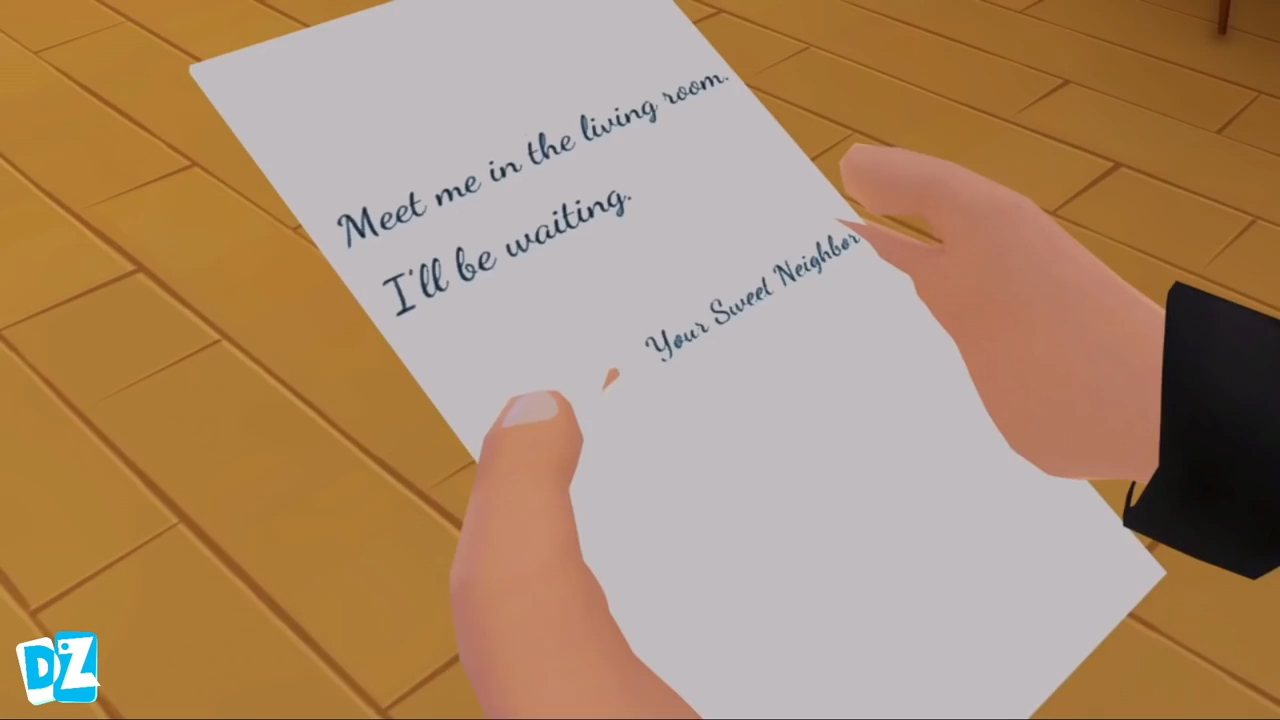 Meet me in the living room.
I'll be waiting.
Your Sweet Neighbor
DZ